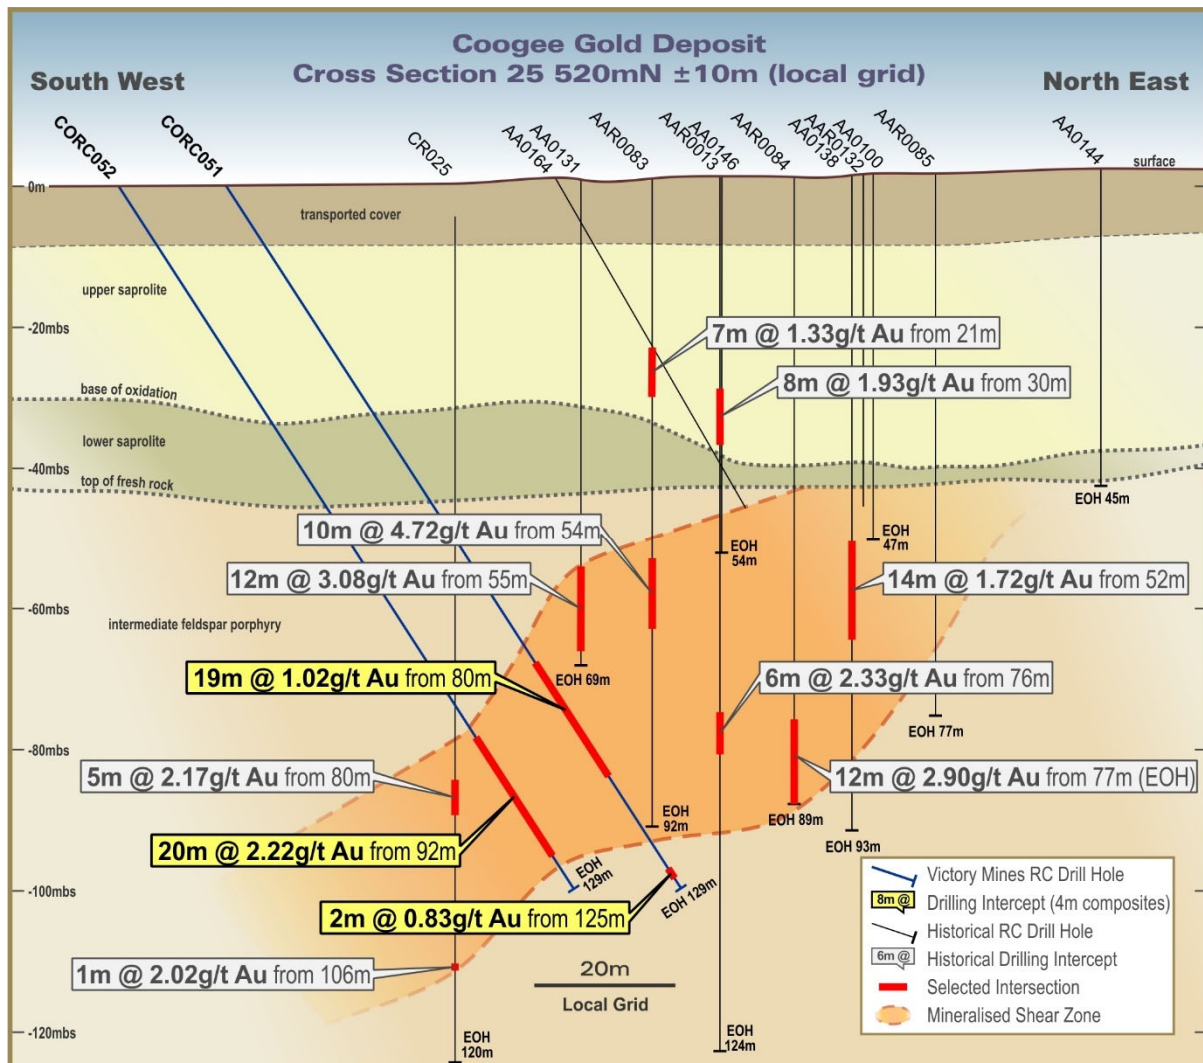 Coogee Gold Deposit
Cross Section 25 520mN ±10m (local grid)
South West
North East
CORC052
CORC051
CR025
AA0164
AA0131
AAR0083
AAR0013
AA0146
AAR0084
AA0138
AAR0132
AA0100
AAR0085
AA0144
surface
0m
transported cover
upper saprolite
-20mbs
7m @ 1.33g/t Au from 21m
8m @ 1.93g/t Au from 30m
base of oxidation
lower saprolite
-40mbs
top of fresh rock
EOH 45m
10m @ 4.72g/t Au from 54m
EOH
54m
EOH
47m
12m @ 3.08g/t Au from 55m
14m @ 1.72g/t Au from 52m
-60mbs
intermediate feldspar porphyry
EOH 69m
19m @ 1.02g/t Au from 80m
6m @ 2.33g/t Au from 76m
EOH 77m
-80mbs
5m @ 2.17g/t Au from 80m
12m @ 2.90g/t Au from 77m (EOH)
EOH
92m
EOH 89m
EOH 93m
20m @ 2.22g/t Au from 92m
EOH
129m
EOH 129m
-100mbs
2m @ 0.83g/t Au from 125m
1m @ 2.02g/t Au from 106m
20m
Local Grid
-120mbs
EOH
120m
EOH
124m
Victory Mines RC Drill Hole
8m @
Drilling Intercept (4m composites)
Historical RC Drill Hole
6m @
Historical Drilling Intercept
Selected Intersection
Mineralised Shear Zone